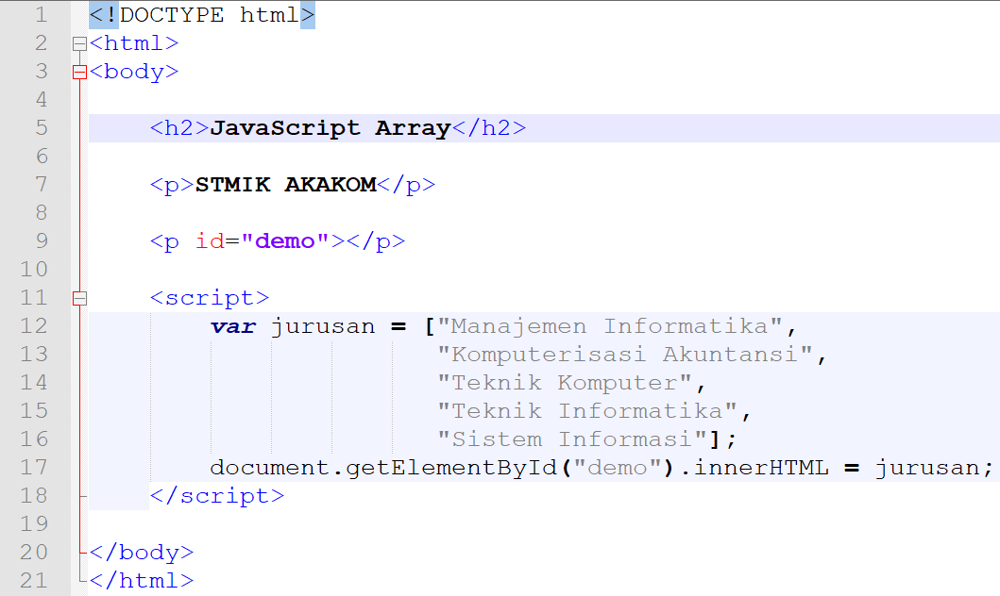 1 <!DOCTYPE html>
2 <html>
3 <body>
4
5 <h2>JavaScript Array</h2>
6
7 <p>STMIK AKAKOM</p>
8
9 <p id="demo"></p>
10
11 <script>
12 var jurusan = ["Manajemen Informatika",
13 "Komputerisasi Akuntansi",
14 "Teknik Komputer",
15 "Teknik Informatika",
16 "Sistem Informasi"];
17 document.getElementById("demo").innerHTML = jurusan;
18 </script>
19
20 </body>
21 </html>